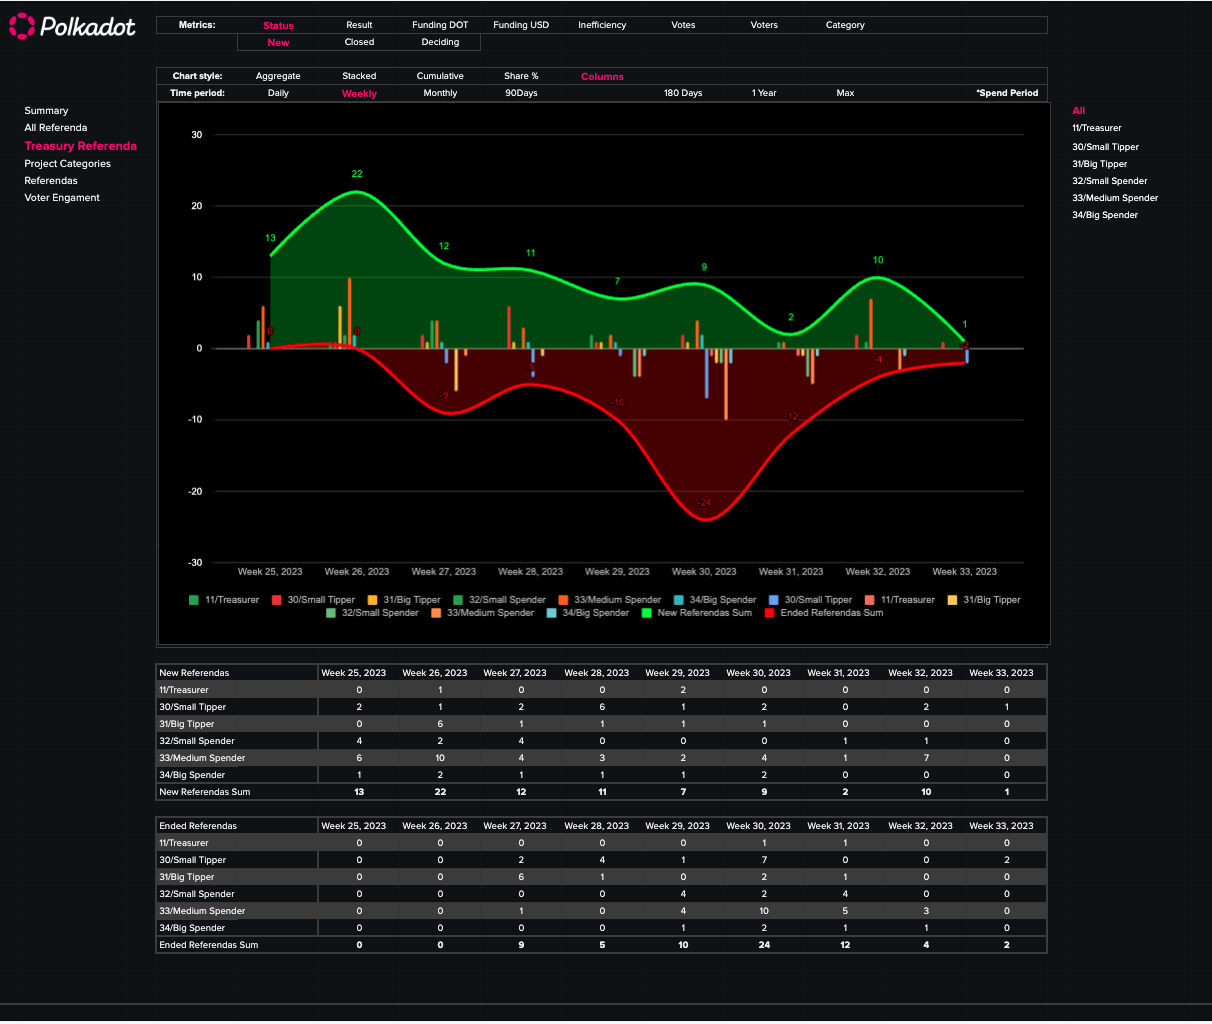 Polkadot
Metrics: Status Result Funding DOT Funding USD Inefficiency Votes Voters Category
New Closed Deciding
Chart style: Aggregate Stacked Cumulative Share % Columns
Time period: Daily Weekly Monthly 90Days 180 Days 1 Year Max *Spend Period
Summary
All Referenda
Treasury Referenda
Project Categories
Referendas
Voter Engament
All
11/Treasurer
30/Small Tipper
31/Big Tipper
32/Small Spender
33/Medium Spender
34/Big Spender
30
20
10
0
-10
-20
-30
13 22 12 11 7 9 2 10 1
0 0 -9 -10 -24 -12 -4
Week 25, 2023 Week 26, 2023 Week 27, 2023 Week 28, 2023 Week 29, 2023 Week 30, 2023 Week 31, 2023 Week 32, 2023 Week 33, 2023
11/Treasurer 30/Small Tipper 31/Big Tipper 32/Small Spender 33/Medium Spender 34/Big Spender 30/Small Tipper 11/Treasurer 31/Big Tipper
32/Small Spender 33/Medium Spender 34/Big Spender New Referendas Sum Ended Referendas Sum
New Referendas Week 25, 2023 Week 26, 2023 Week 27, 2023 Week 28, 2023 Week 29, 2023 Week 30, 2023 Week 31, 2023 Week 32, 2023 Week 33, 2023
11/Treasurer 0 1 0 0 2 0 0 0 0
30/Small Tipper 2 1 2 6 1 2 0 2 1
31/Big Tipper 0 6 1 1 1 1 0 0 0
32/Small Spender 4 2 4 0 0 0 1 1 0
33/Medium Spender 6 10 4 3 2 4 1 7 0
34/Big Spender 1 2 1 1 1 2 0 0 0
New Referendas Sum 13 22 12 11 7 9 2 10 1
Ended Referendas Week 25, 2023 Week 26, 2023 Week 27, 2023 Week 28, 2023 Week 29, 2023 Week 30, 2023 Week 31, 2023 Week 32, 2023 Week 33, 2023
11/Treasurer 0 0 0 0 0 1 1 0 0
30/Small Tipper 0 0 2 4 1 7 0 0 2
31/Big Tipper 0 0 6 1 0 2 1 0 0
32/Small Spender 0 0 0 0 4 2 4 0 0
33/Medium Spender 0 0 1 0 4 10 5 3 0
34/Big Spender 0 0 0 0 1 2 1 1 0
Ended Referendas Sum 0 0 9 5 10 24 12 4 2